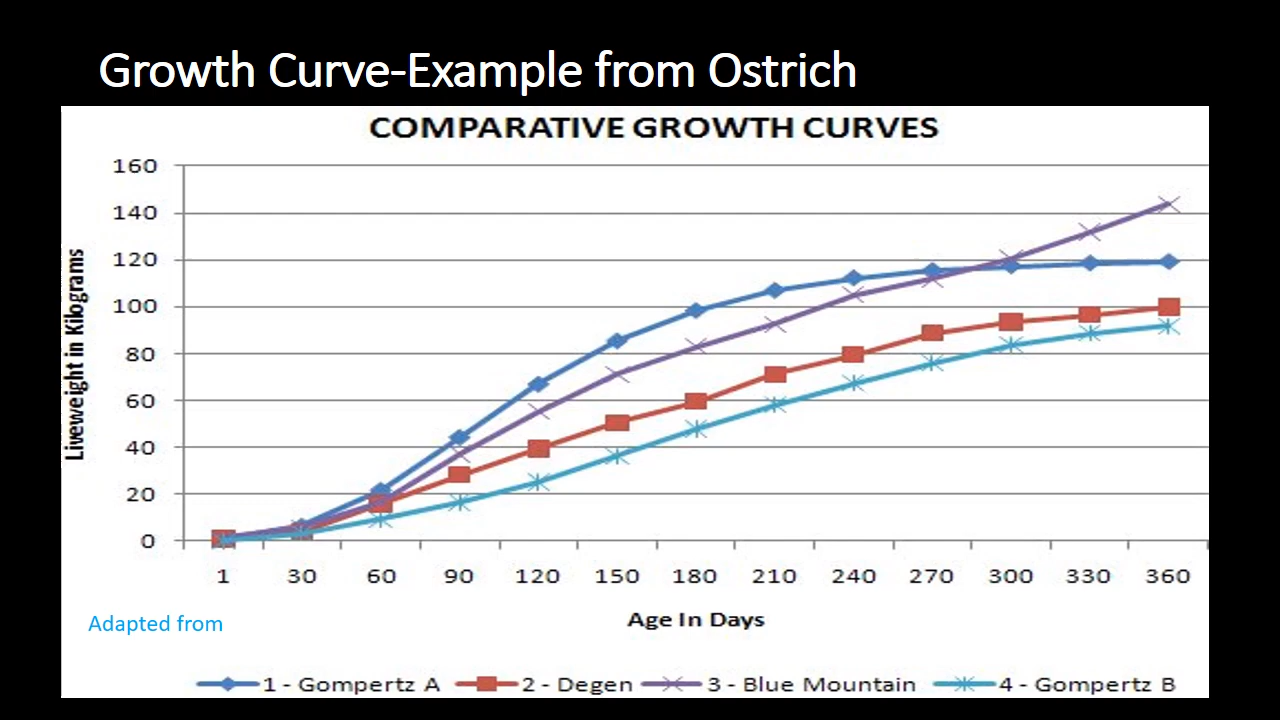 Growth Curve-Example from Ostrich
COMPARATIVE GROWTH CURVES
160
140
120
100
80
60
40
20
0
Liveweight in Kilograms
1 30 60 90 120 150 180 210 240 270 300 330 360
Adapted from
Age In Days
1 - Gompertz A 2 - Degen 3 - Blue Mountain 4 - Gompertz B